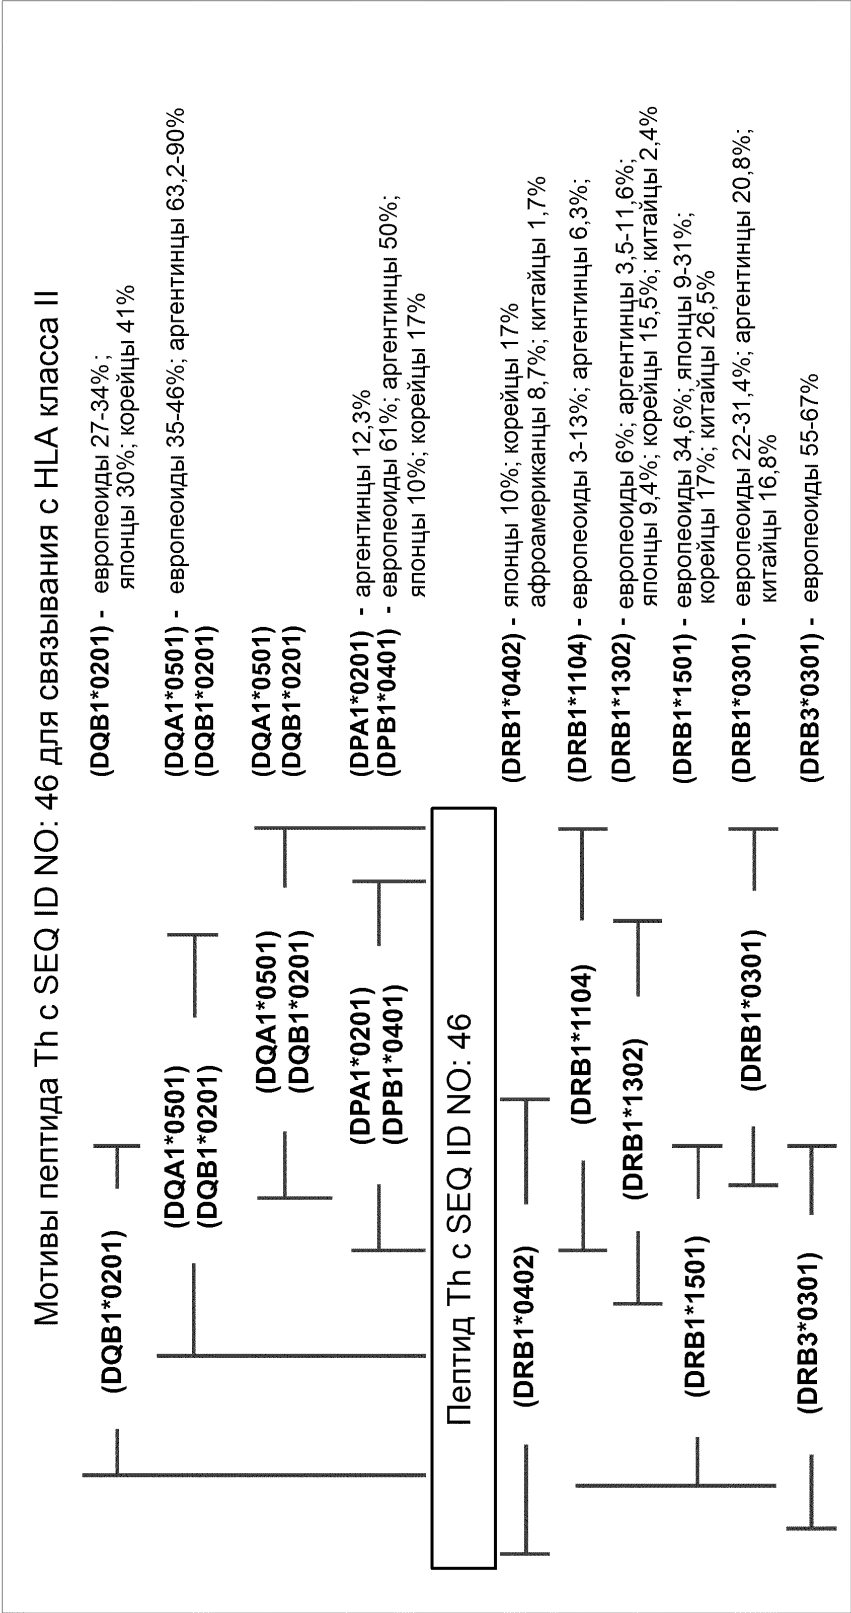 Мотивы пептида Th с SEQ ID NO: 46 для связывания с HLA класса II
(DQB1*0201)
(DQB1*0201) - европеоиды 27-34%;
японцы 30%; корейцы 41%
(DQA1*0501)
(DQB1*0201)
(DQA1*0501) - европеоиды 35-46%; аргентинцы 63,2-90%
(DQB1*0201)
(DQA1*0501)
(DQB1*0201)
(DQA1*0501)
(DQB1*0201)
(DPA1*0201)
(DPB1*0401)
(DPA1*0201) - аргентинцы 12,3%
(DPB1*0401) - европеоиды 61%; аргентинцы 50%;
японцы 10%; корейцы 17%
Пептид Th с SEQ ID NO: 46
(DRB1*0402)
(DRB1*0402) - японцы 10%; корейцы 17%
афроамериканцы 8,7%; китайцы 1,7%
(DRB1*1104)
(DRB1*1104) - европеоиды 3-13%; аргентинцы 6,3%;
(DRB1*1302)
(DRB1*1302) - европеоиды 6%; аргентинцы 3,5-11,6%;
японцы 9,4%; корейцы 15,5%; китайцы 2,4%
(DRB1*1501)
(DRB1*1501) - европеоиды 34,6%; японцы 9-31%;
корейцы 17%; китайцы 26,5%
(DRB1*0301)
(DRB1*0301) - европеоиды 22-31,4%; аргентинцы 20,8%;
китайцы 16,8%
(DRB3*0301)
(DRB3*0301) - европеоиды 55-67%